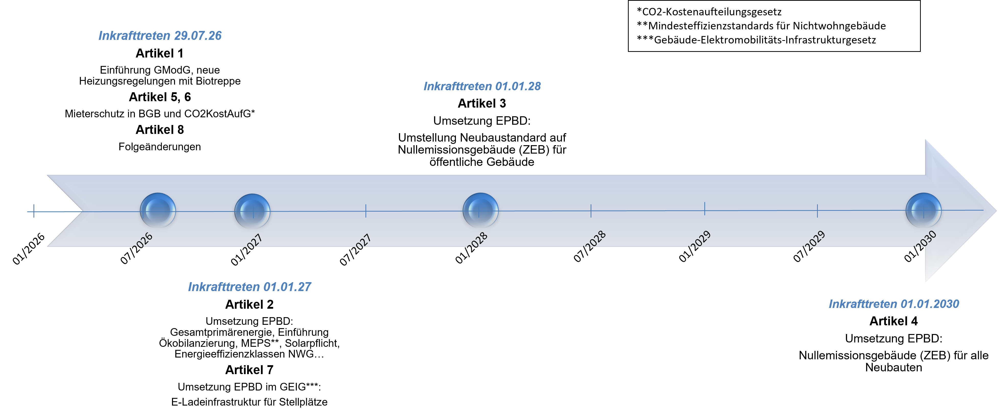 *CO2-Kostenaufteilungsgesetz
**Mindesteffizienzstandards für Nichtwohngebäude
***Gebäude-Elektromobilitäts-Infrastrukturgesetz
Inkrafttreten 29.07.26
Artikel 1
Einführung GModG, neue
Heizungsregelungen mit Biotreppe
Artikel 5, 6
Mieterschutz in BGB und CO2KostAufG*
Artikel 8
Folgeänderungen
Inkrafttreten 01.01.28
Artikel 3
Umsetzung EPBD:
Umstellung Neubaustandard auf
Nullemissionsgebäude (ZEB) für
öffentliche Gebäude
01/2026
07/2026
01/2027
07/2027
01/2028
07/2028
01/2029
07/2029
01/2030
Inkrafttreten 01.01.27
Artikel 2
Umsetzung EPBD:
Gesamtprimärenergie, Einführung
Ökobilanzierung, MEPS**, Solarpflicht,
Energieeffizienzklassen NWG…
Artikel 7
Umsetzung EPBD im GEIG***:
E-Ladeinfrastruktur für Stellplätze
Inkrafttreten 01.01.2030
Artikel 4
Umsetzung EPBD:
Nullemissionsgebäude (ZEB) für alle
Neubauten